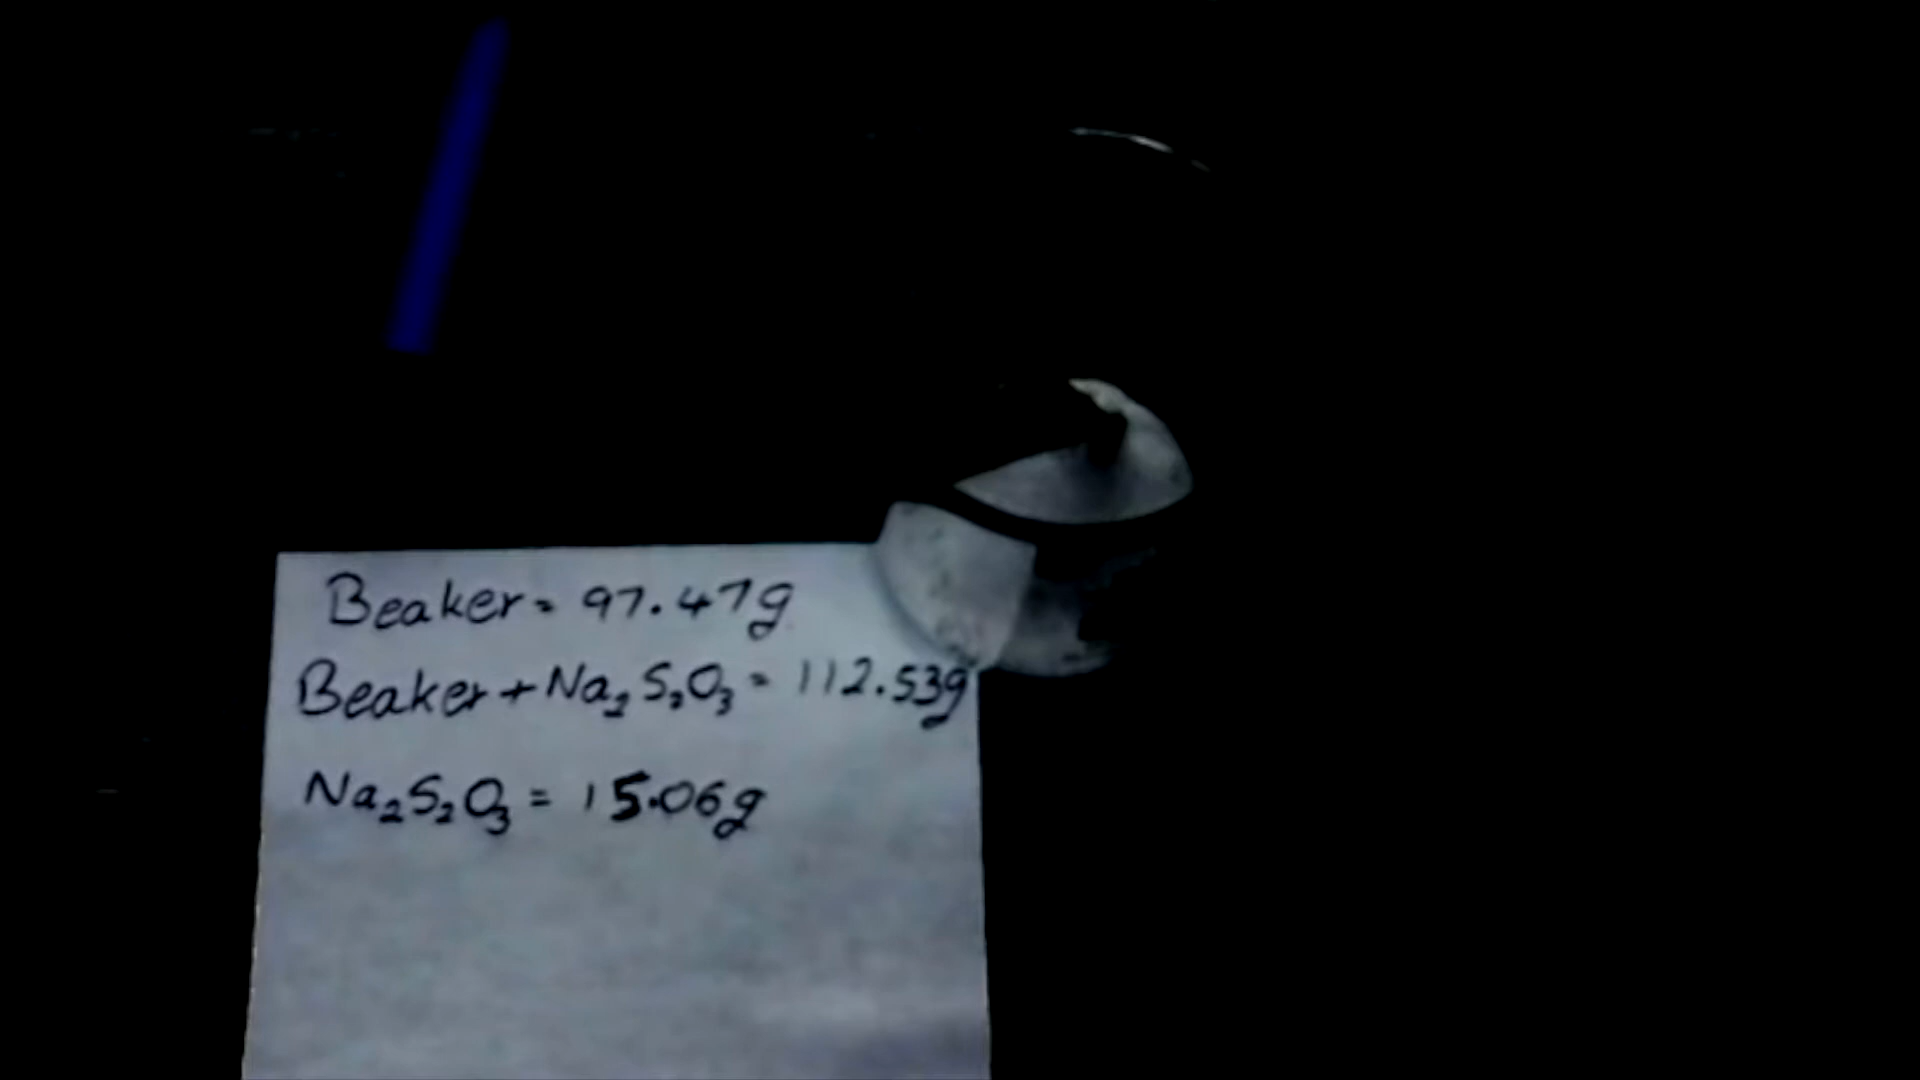 Beaker = 97.47g
Beaker + Na₂S₂O₃ = 112.53g
Na₂S₂O₃ = 15.06g